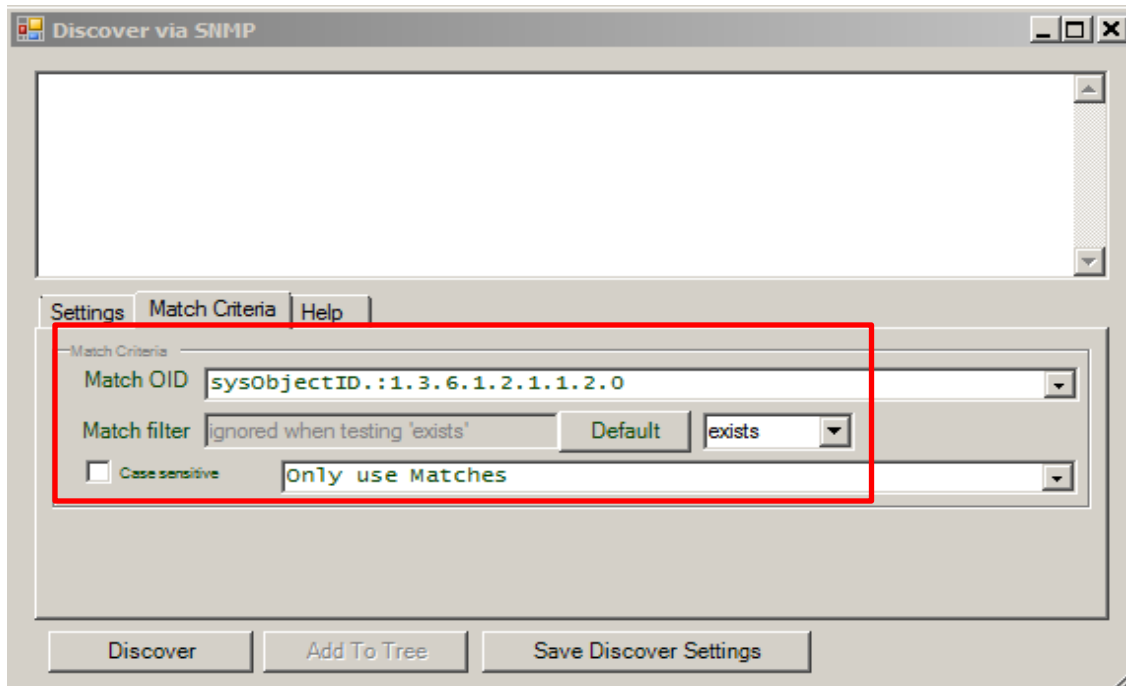 Discover via SNMP
Settings Match Criteria Help
Match Criteria
Match OID sysObjectID.:1.3.6.1.2.1.1.2.0
Match filter ignored when testing 'exists' Default exists
Case sensitive Only use Matches
Discover Add To Tree Save Discover Settings